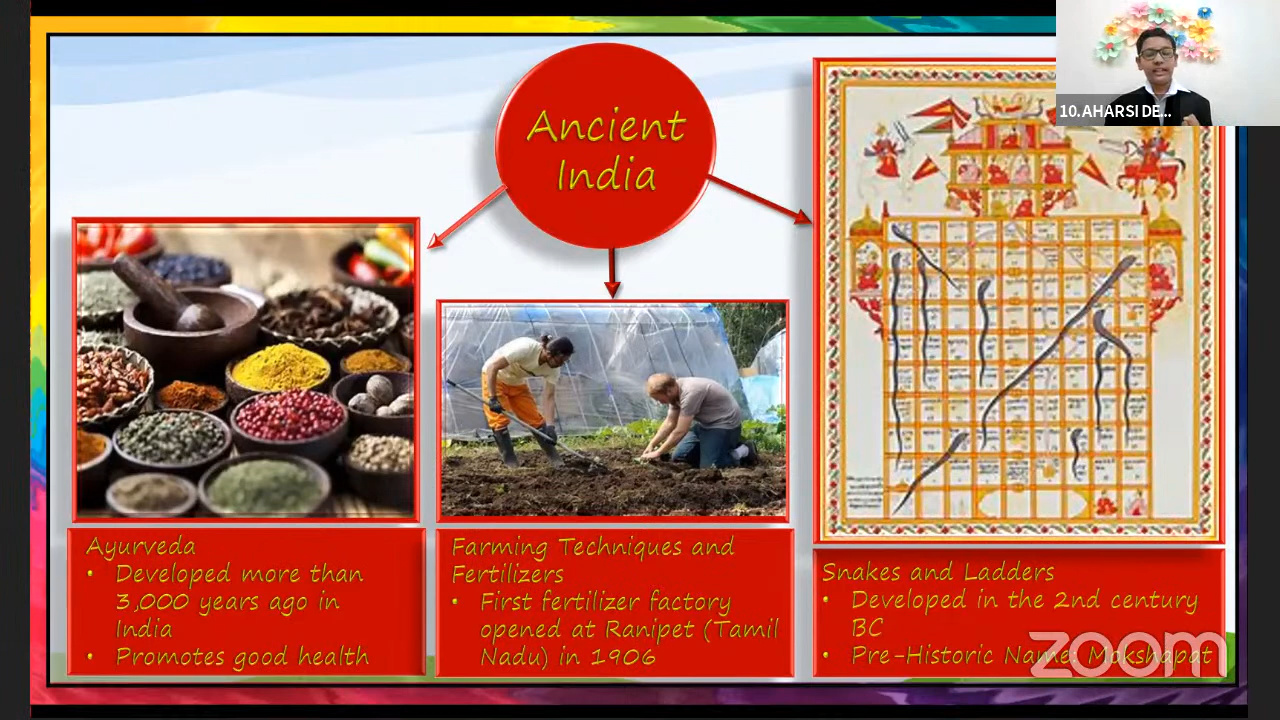 10.AHARSI DE...
Ancient
India
Ayurveda
• Developed more than
3,000 years ago in
India
• Promotes good health
Farming Techniques and
Fertilizers
• First fertilizer factory
opened at Ranipet (Tamil
Nadu) in 1906
Snakes and Ladders
• Developed in the 2nd century
BC
• Pre-Historic Name: Mokshapat
zoom